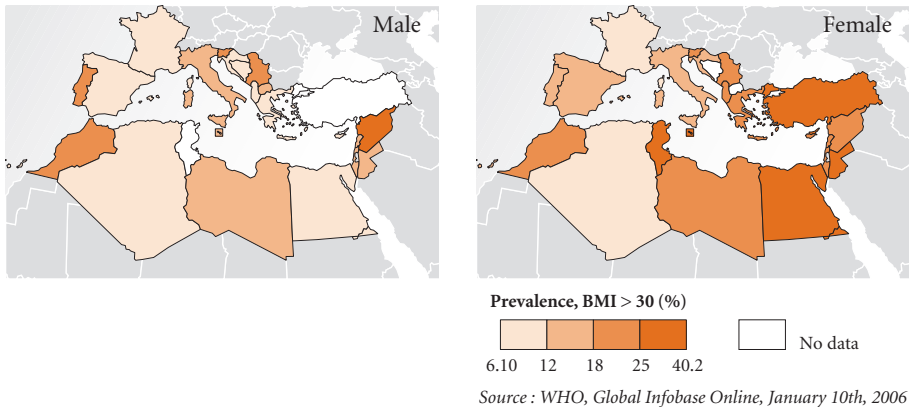 Male
Female
Prevalence, BMI > 30 (%)
6.10 12 18 25 40.2
No data
Source : WHO, Global Infobase Online, January 10th, 2006